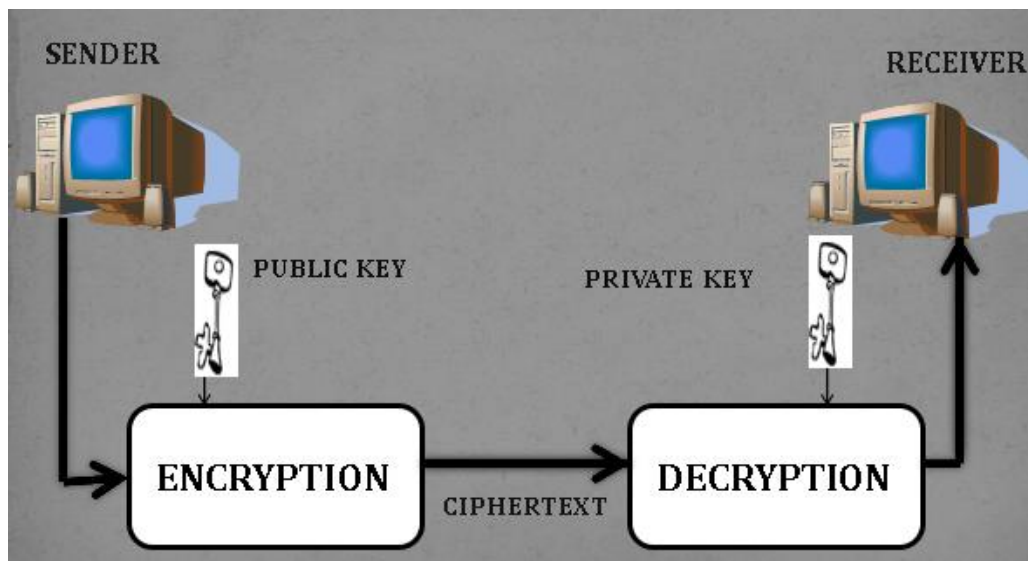 SENDER
RECEIVER
PUBLIC KEY
PRIVATE KEY
ENCRYPTION
CIPHERTEXT
DECRYPTION